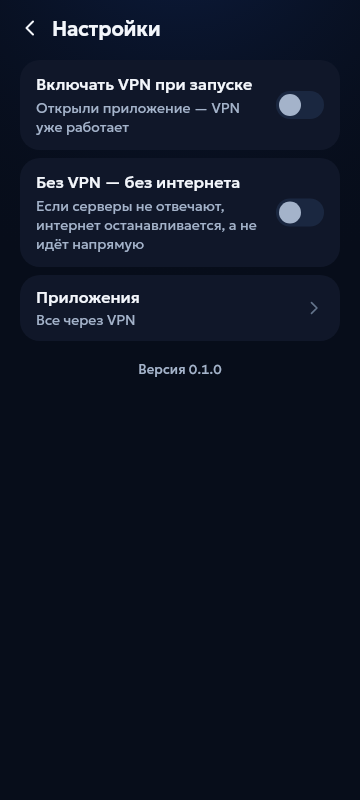 Настройки
Включать VPN при запуске
Открыли приложение — VPN
уже работает
Без VPN — без интернета
Если серверы не отвечают,
интернет останавливается, а не
идёт напрямую
Приложения
Все через VPN
Версия 0.1.0